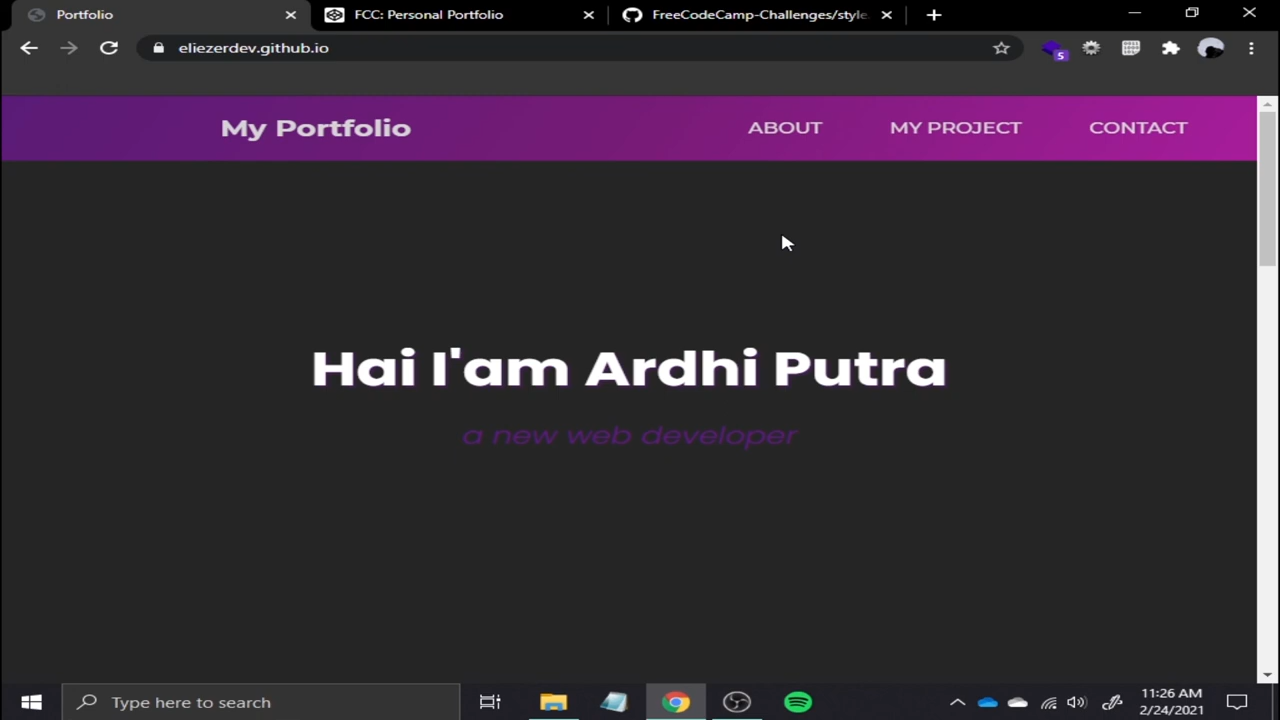 Portfolio
FCC: Personal Portfolio
FreeCodeCamp-Challenges/style.
eliezerdev.github.io
5
My Portfolio
ABOUT
MY PROJECT
CONTACT
Hai I'am Ardhi Putra
a new web developer
Type here to search
11:26 AM
2/24/2021